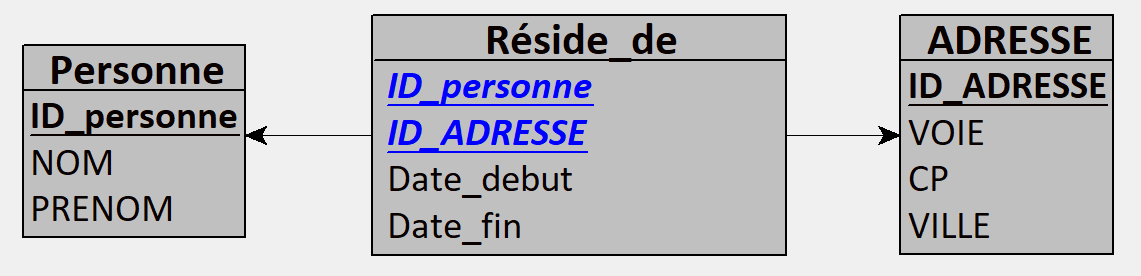 Personne
ID_personne
NOM
PRENOM
Réside_de
ID_personne
ID_ADRESSE
Date_debut
Date_fin
ADRESSE
ID_ADRESSE
VOIE
CP
VILLE